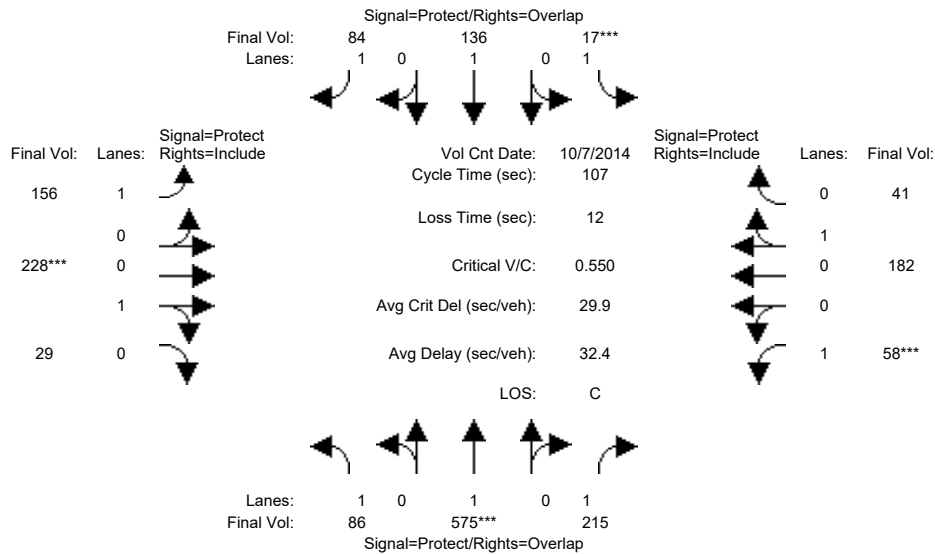 Signal=Protect/Rights=Overlap
Final Vol: 84 136 17***
Lanes: 1 0 1 0 1
Signal=Protect
Final Vol: Lanes: Rights=Include
Vol Cnt Date: 10/7/2014
Signal=Protect
Rights=Include Lanes: Final Vol:
Cycle Time (sec): 107
156 1
0 41
Loss Time (sec): 12
0
1
228*** 0
Critical V/C: 0.550
0 182
1
Avg Crit Del (sec/veh): 29.9
0
29 0
Avg Delay (sec/veh): 32.4
1 58***
LOS: C
Lanes: 1 0 1 0 1
Final Vol: 86 575*** 215
Signal=Protect/Rights=Overlap